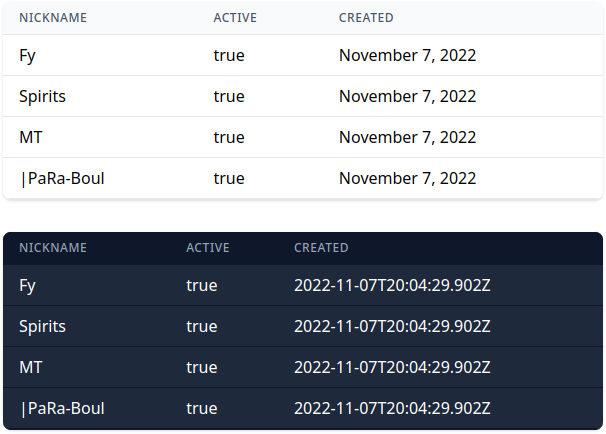 NICKNAME ACTIVE CREATED
Fy true November 7, 2022
Spirits true November 7, 2022
MT true November 7, 2022
|PaRa-Boul true November 7, 2022
NICKNAME ACTIVE CREATED
Fy true 2022-11-07T20:04:29.902Z
Spirits true 2022-11-07T20:04:29.902Z
MT true 2022-11-07T20:04:29.902Z
|PaRa-Boul true 2022-11-07T20:04:29.902Z